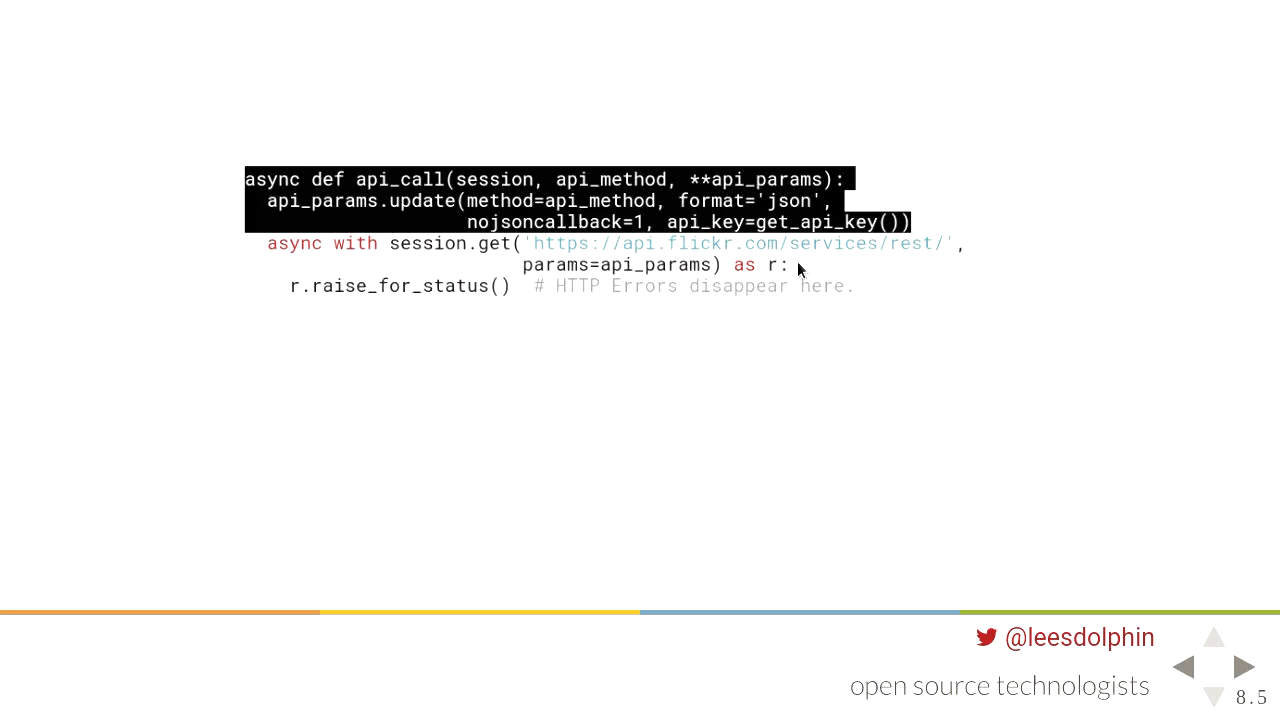 async def api_call(session, api_method, **api_params):
  api_params.update(method=api_method, format='json',
                    nojsoncallback=1, api_key=get_api_key())
  async with session.get('https://api.flickr.com/services/rest/',
                         params=api_params) as r:
    r.raise_for_status()  # HTTP Errors disappear here.
@leesdolphin
open source technologists
8.5